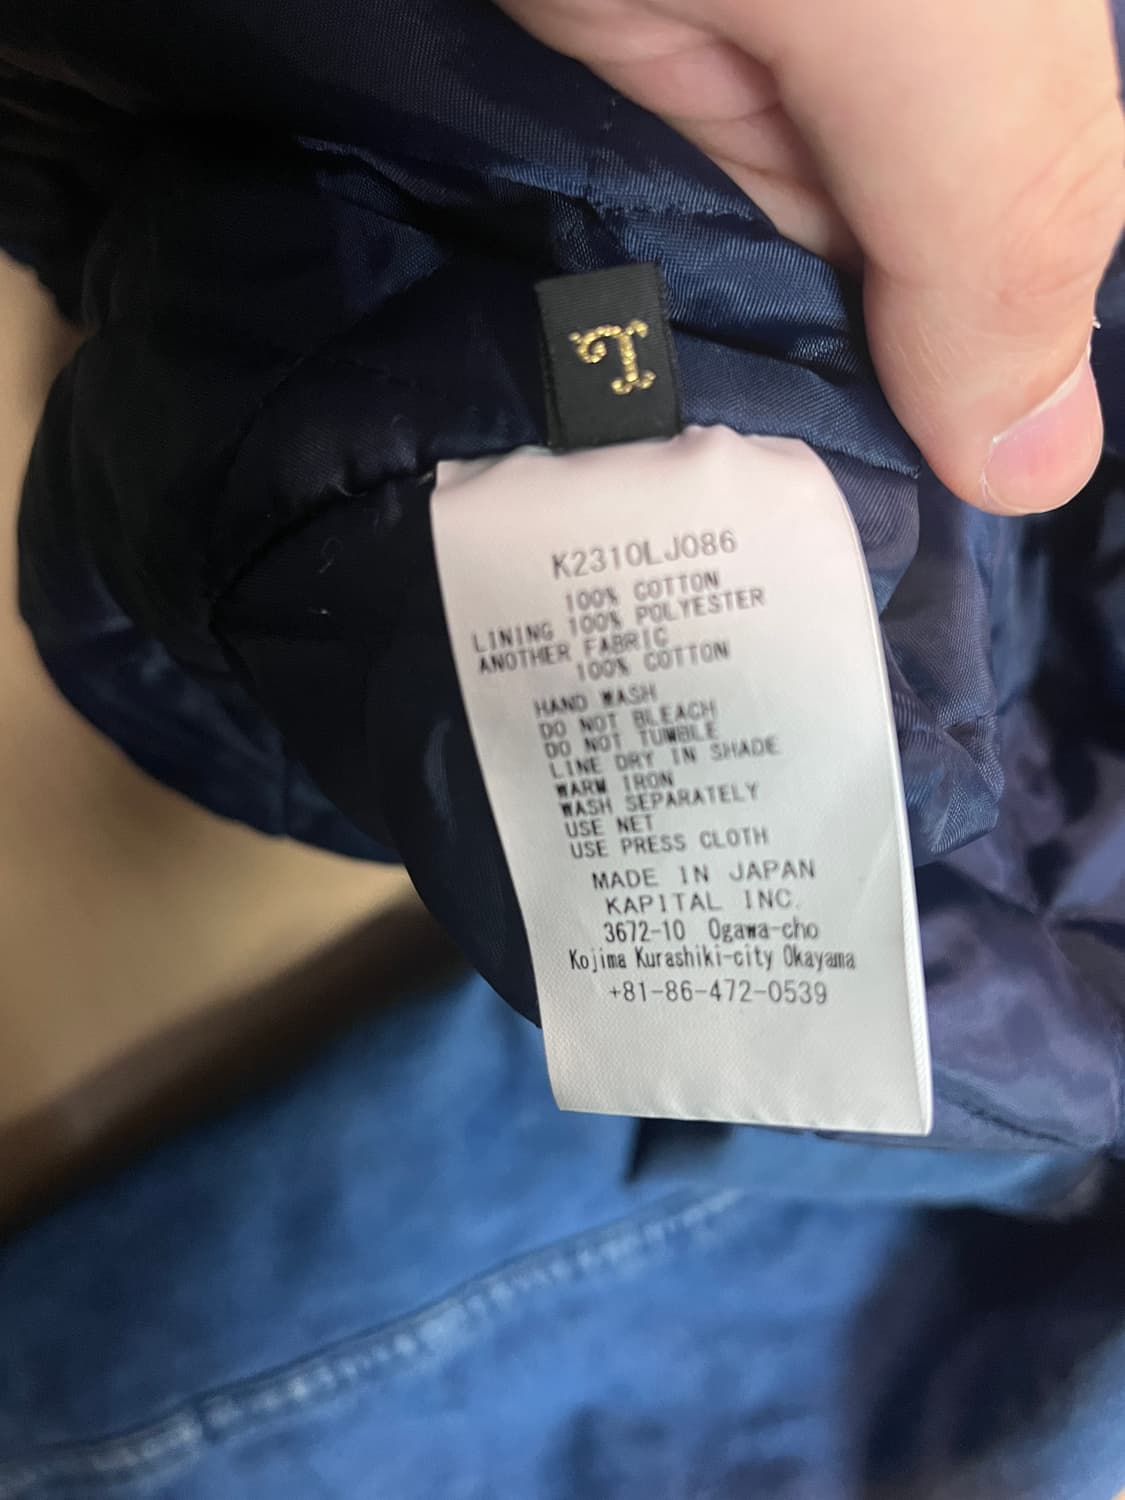 L
K2310LJ086
100% COTTON
LINING 100% POLYESTER
ANOTHER FABRIC
100% COTTON
HAND WASH
DO NOT BLEACH
DO NOT TUMBLE
LINE DRY IN SHADE
WARM IRON
WASH SEPARATELY
USE NET
USE PRESS CLOTH
MADE IN JAPAN
KAPITAL INC.
3672-10 Ogawa-cho
Kojima Kurashiki-city Okayama
+81-86-472-0539